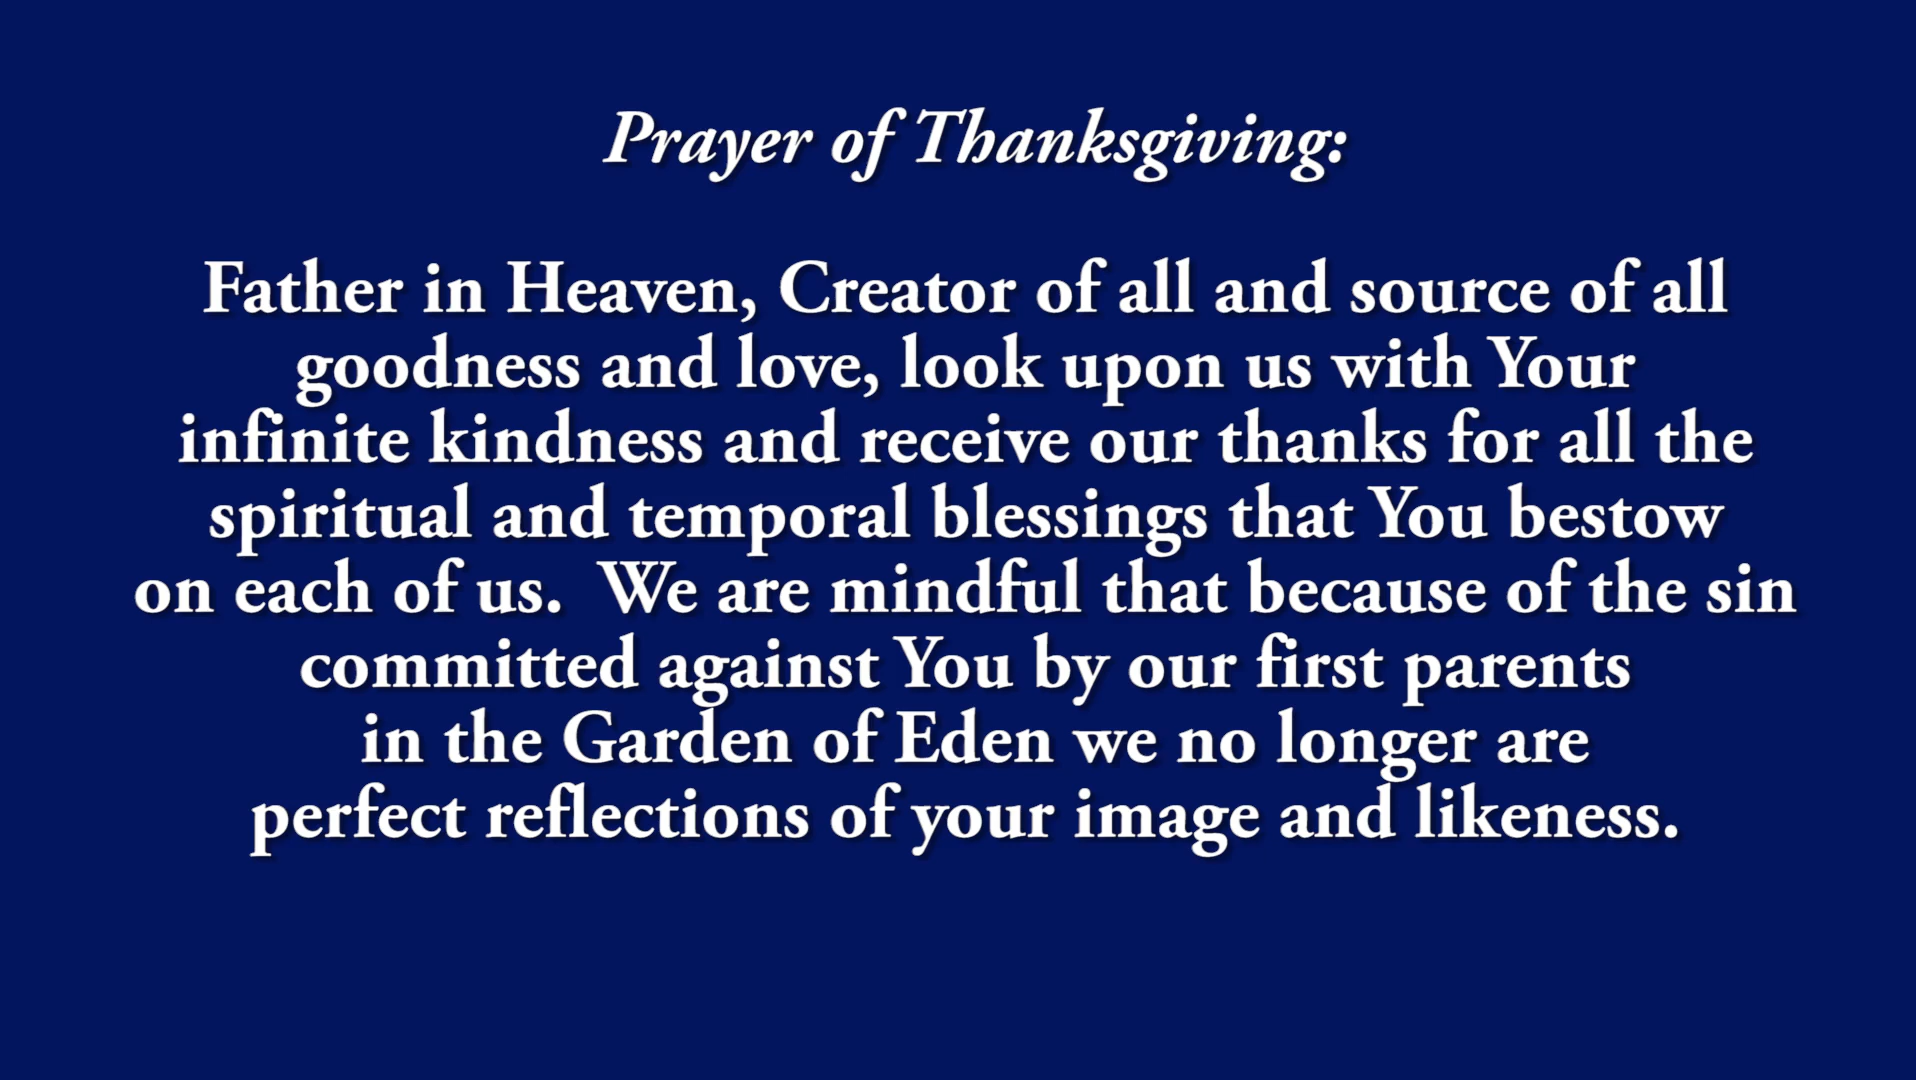 Prayer of Thanksgiving:
Father in Heaven, Creator of all and source of all
goodness and love, look upon us with Your
infinite kindness and receive our thanks for all the
spiritual and temporal blessings that You bestow
on each of us.  We are mindful that because of the sin
committed against You by our first parents
in the Garden of Eden we no longer are
perfect reflections of your image and likeness.